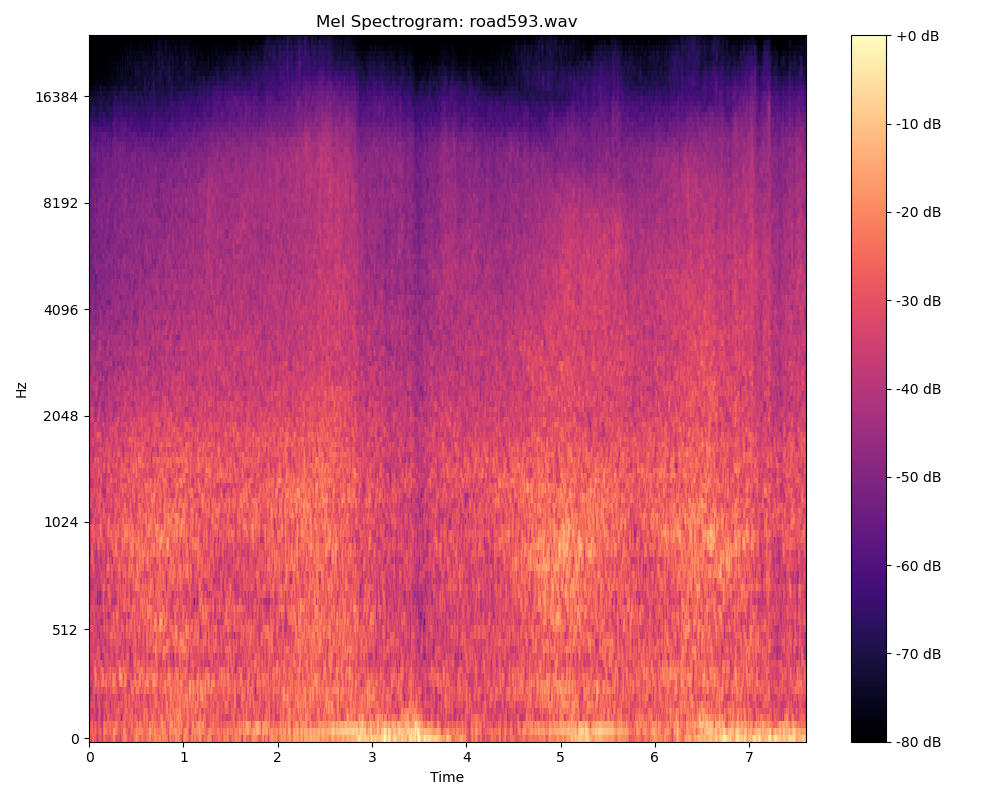 Mel Spectrogram: road593.wav
Hz
16384
8192
4096
2048
1024
512
0
0 1 2 3 4 5 6 7
Time
+0 dB
-10 dB
-20 dB
-30 dB
-40 dB
-50 dB
-60 dB
-70 dB
-80 dB